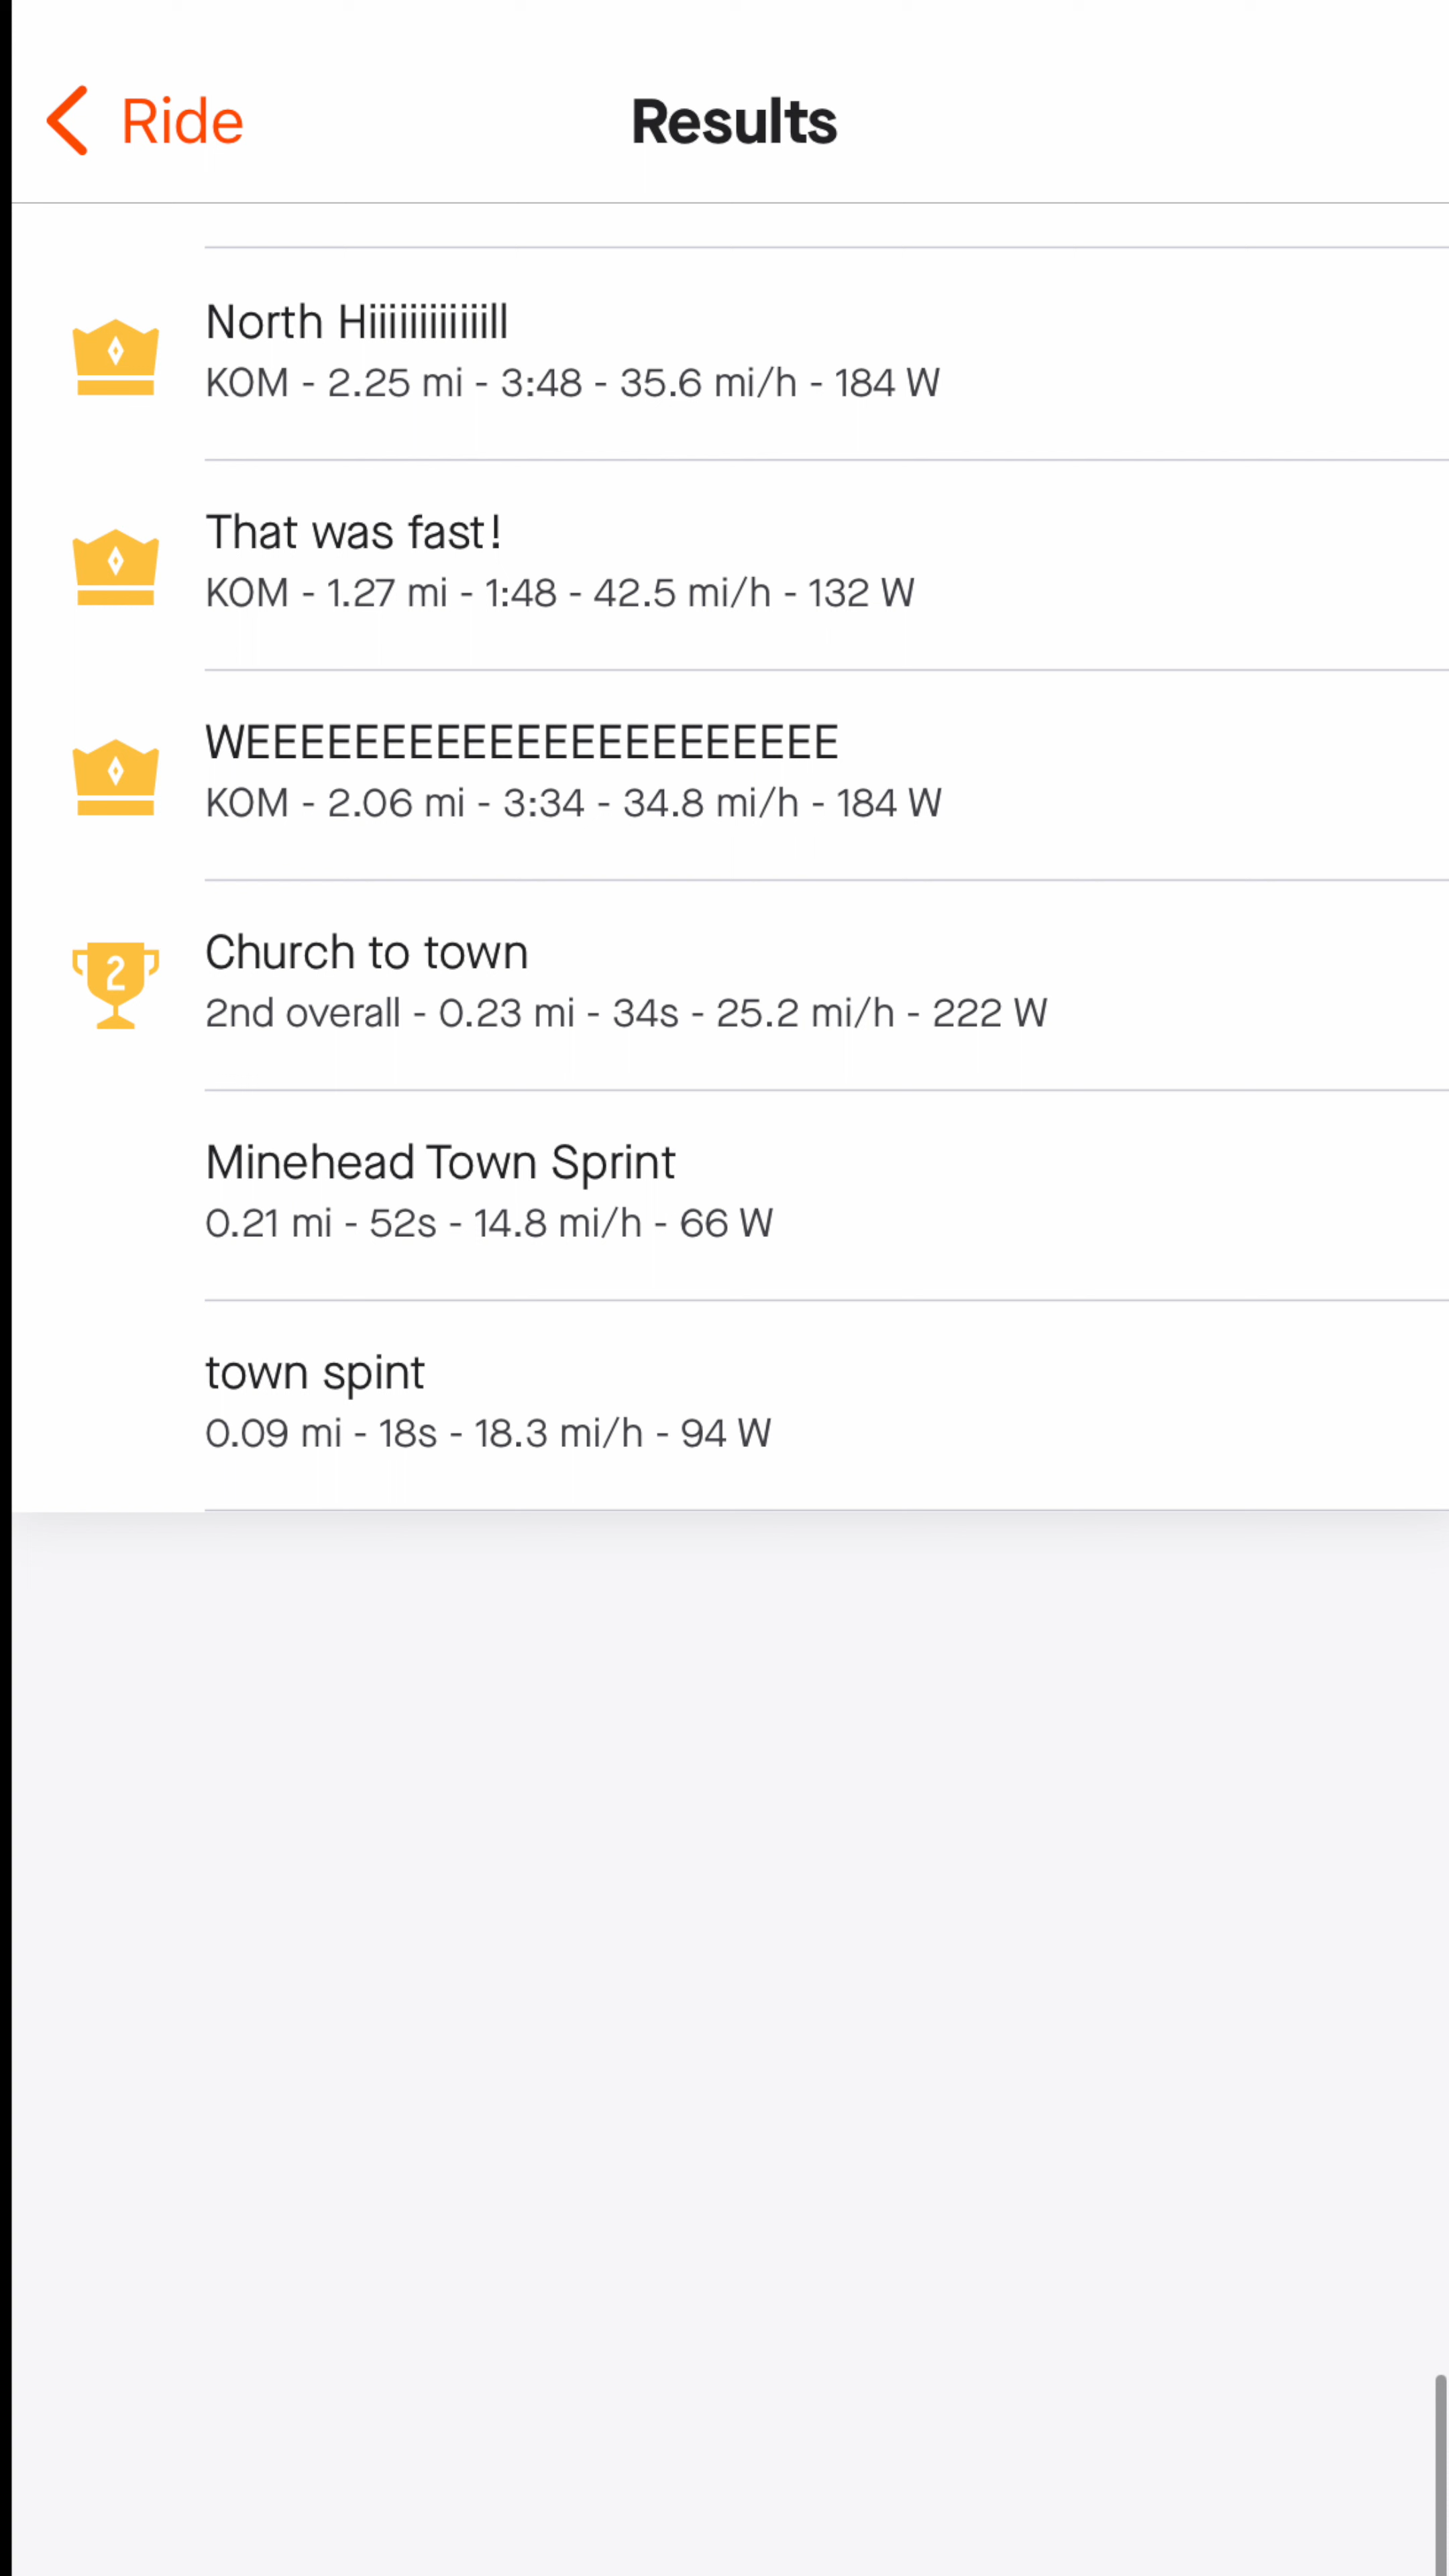 Ride
Results
North Hiiiiiiiiiiiiill
KOM - 2.25 mi - 3:48 - 35.6 mi/h - 184 W
That was fast!
KOM - 1.27 mi - 1:48 - 42.5 mi/h - 132 W
WEEEEEEEEEEEEEEEEEEEEEE
KOM - 2.06 mi - 3:34 - 34.8 mi/h - 184 W
2
Church to town
2nd overall - 0.23 mi - 34s - 25.2 mi/h - 222 W
Minehead Town Sprint
0.21 mi - 52s - 14.8 mi/h - 66 W
town spint
0.09 mi - 18s - 18.3 mi/h - 94 W